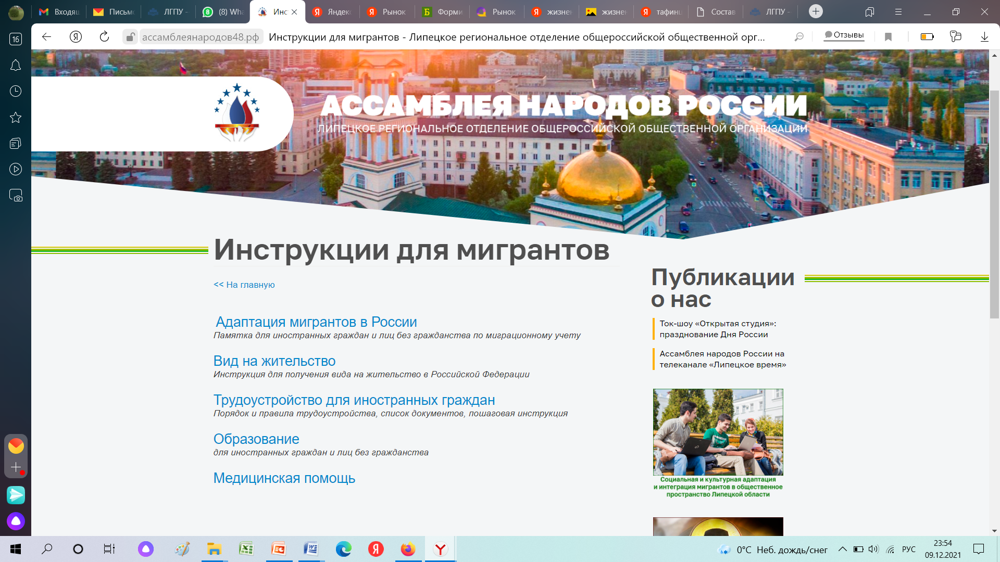 Входящ
Письмо
ЛГПУ -
(8) Wha
Инс
Яндекс
Рынок
Форми
Рынок
жизнен
жизнен
тафинц
Состав
ЛГПУ -
16
ассамблеянародов48.рф
Инструкции для мигрантов - Липецкое региональное отделение общероссийской общественной орг...
Отзывы
АССАМБЛЕЯ НАРОДОВ РОССИИ
ЛИПЕЦКОЕ РЕГИОНАЛЬНОЕ ОТДЕЛЕНИЕ ОБЩЕРОССИЙСКОЙ ОБЩЕСТВЕННОЙ ОРГАНИЗАЦИИ
Инструкции для мигрантов
<< На главную
Адаптация мигрантов в России
Памятка для иностранных граждан и лиц без гражданства по миграционному учету
Вид на жительство
Инструкция для получения вида на жительство в Российской Федерации
Трудоустройство для иностранных граждан
Порядок и правила трудоустройства, список документов, пошаговая инструкция
Образование
для иностранных граждан и лиц без гражданства
Медицинская помощь
Публикации
о нас
Ток-шоу «Открытая студия»:
празднование Дня России
Ассамблея народов России на
телеканале «Липецкое время»
Социальная и культурная адаптация
и интеграция мигрантов в общественное
пространство Липецкой области
0°C Неб. дождь/снег
РУС
23:54
09.12.2021